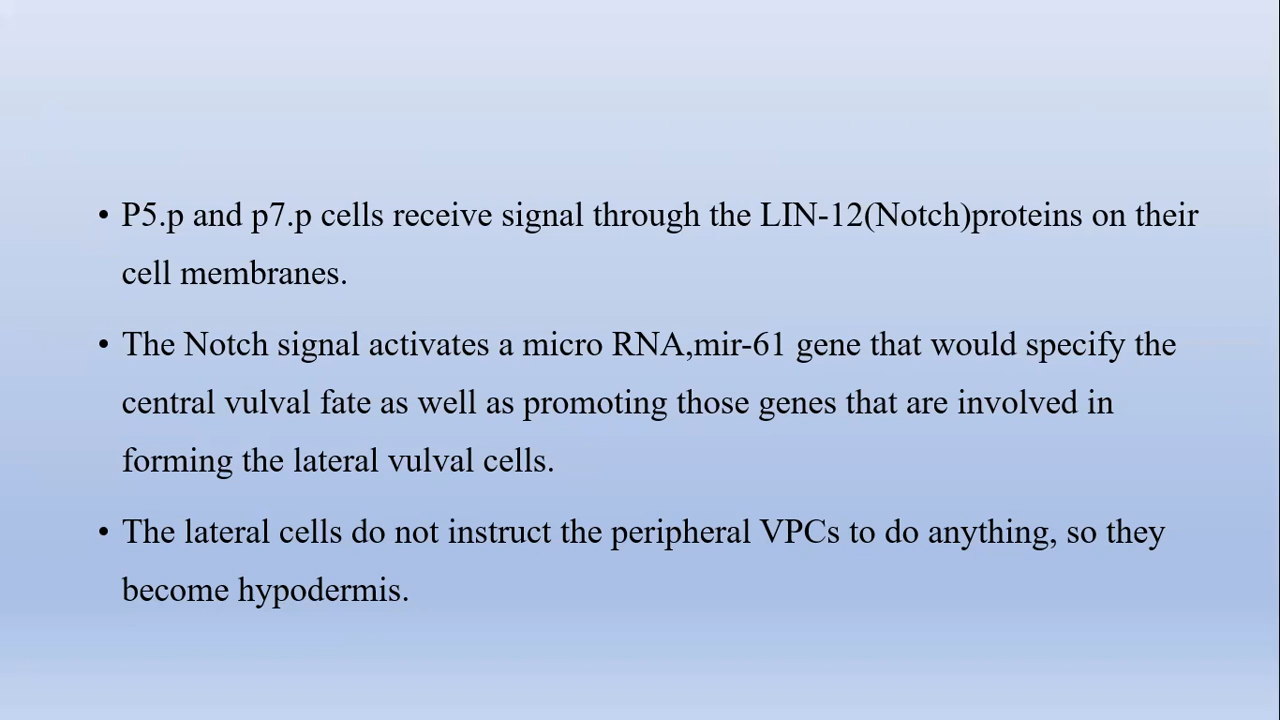 • P5.p and p7.p cells receive signal through the LIN-12(Notch)proteins on their
cell membranes.
• The Notch signal activates a micro RNA,mir-61 gene that would specify the
central vulval fate as well as promoting those genes that are involved in
forming the lateral vulval cells.
• The lateral cells do not instruct the peripheral VPCs to do anything, so they
become hypodermis.